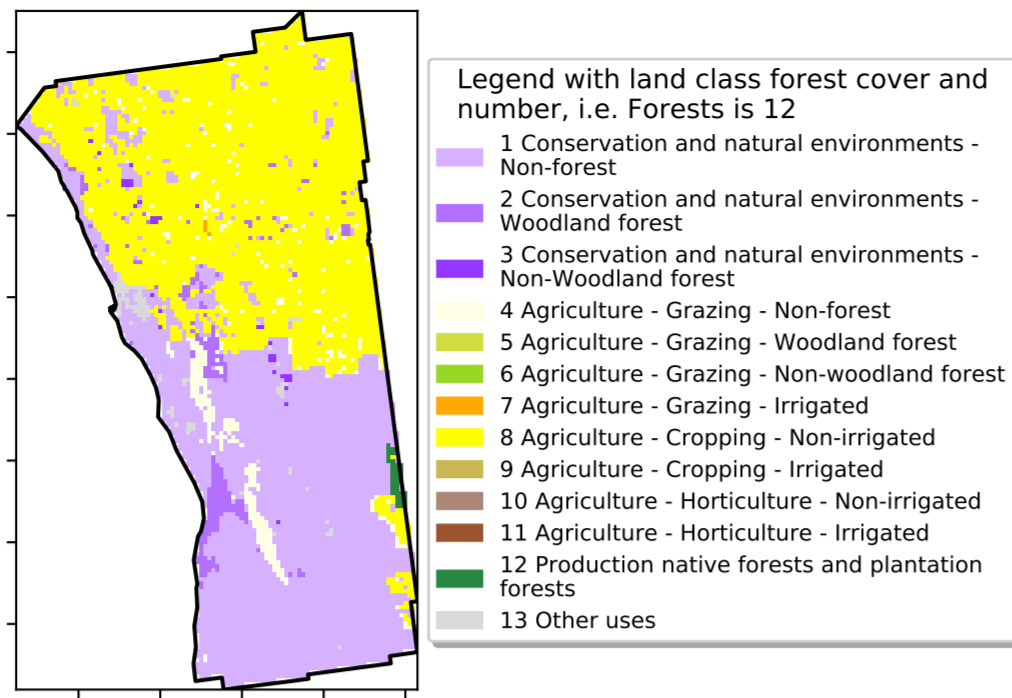 Legend with land class forest cover and
number, i.e. Forests is 12
1 Conservation and natural environments -
Non-forest
2 Conservation and natural environments -
Woodland forest
3 Conservation and natural environments -
Non-Woodland forest
4 Agriculture - Grazing - Non-forest
5 Agriculture - Grazing - Woodland forest
6 Agriculture - Grazing - Non-woodland forest
7 Agriculture - Grazing - Irrigated
8 Agriculture - Cropping - Non-irrigated
9 Agriculture - Cropping - Irrigated
10 Agriculture - Horticulture - Non-irrigated
11 Agriculture - Horticulture - Irrigated
12 Production native forests and plantation
forests
13 Other uses